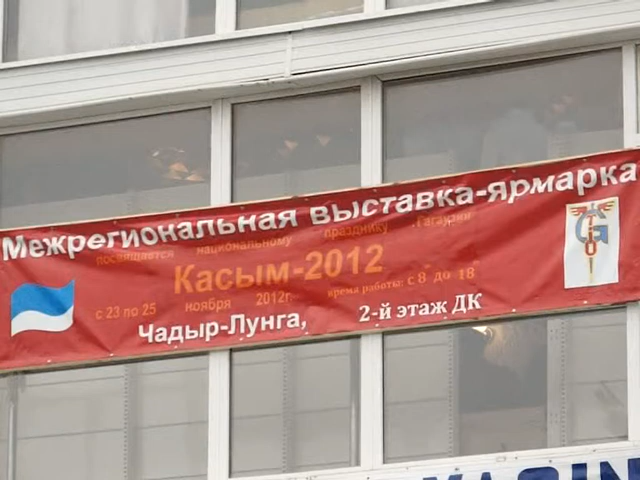 Межрегиональная выставка-ярмарка
посвящается национальному празднику Гагаузии
Касым-2012
с 23 по 25 ноября 2012г. время работы: с 8 до 18
Чадыр-Лунга, 2-й этаж ДК